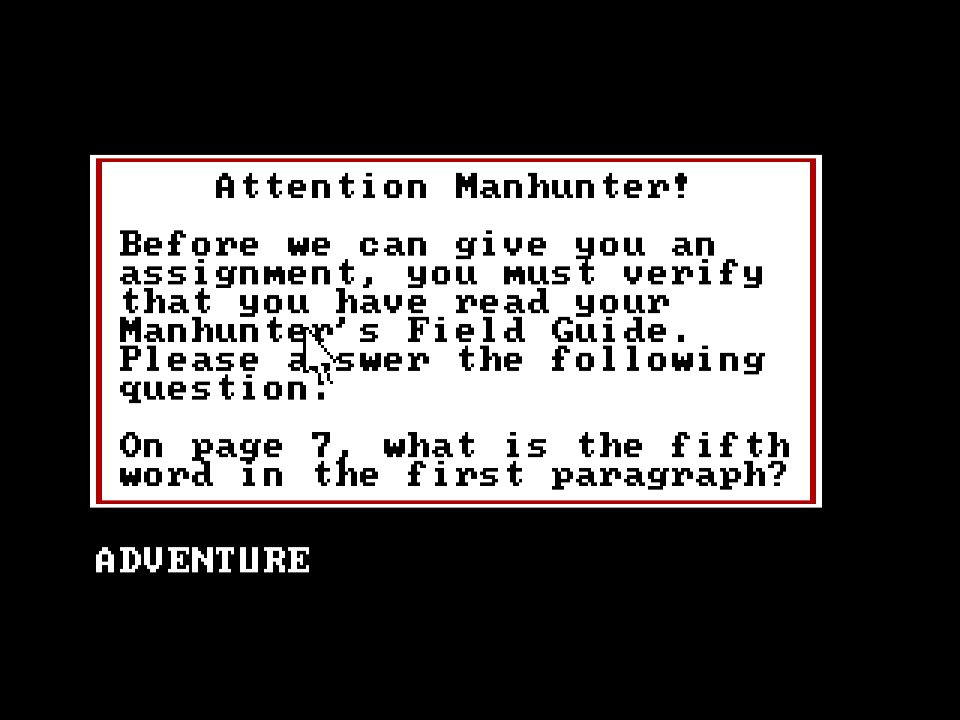 Attention Manhunter!
Before we can give you an
assignment, you must verify
that you have read your
Manhunter's Field Guide.
Please answer the following
question.
On page 7, what is the fifth
word in the first paragraph?
ADVENTURE